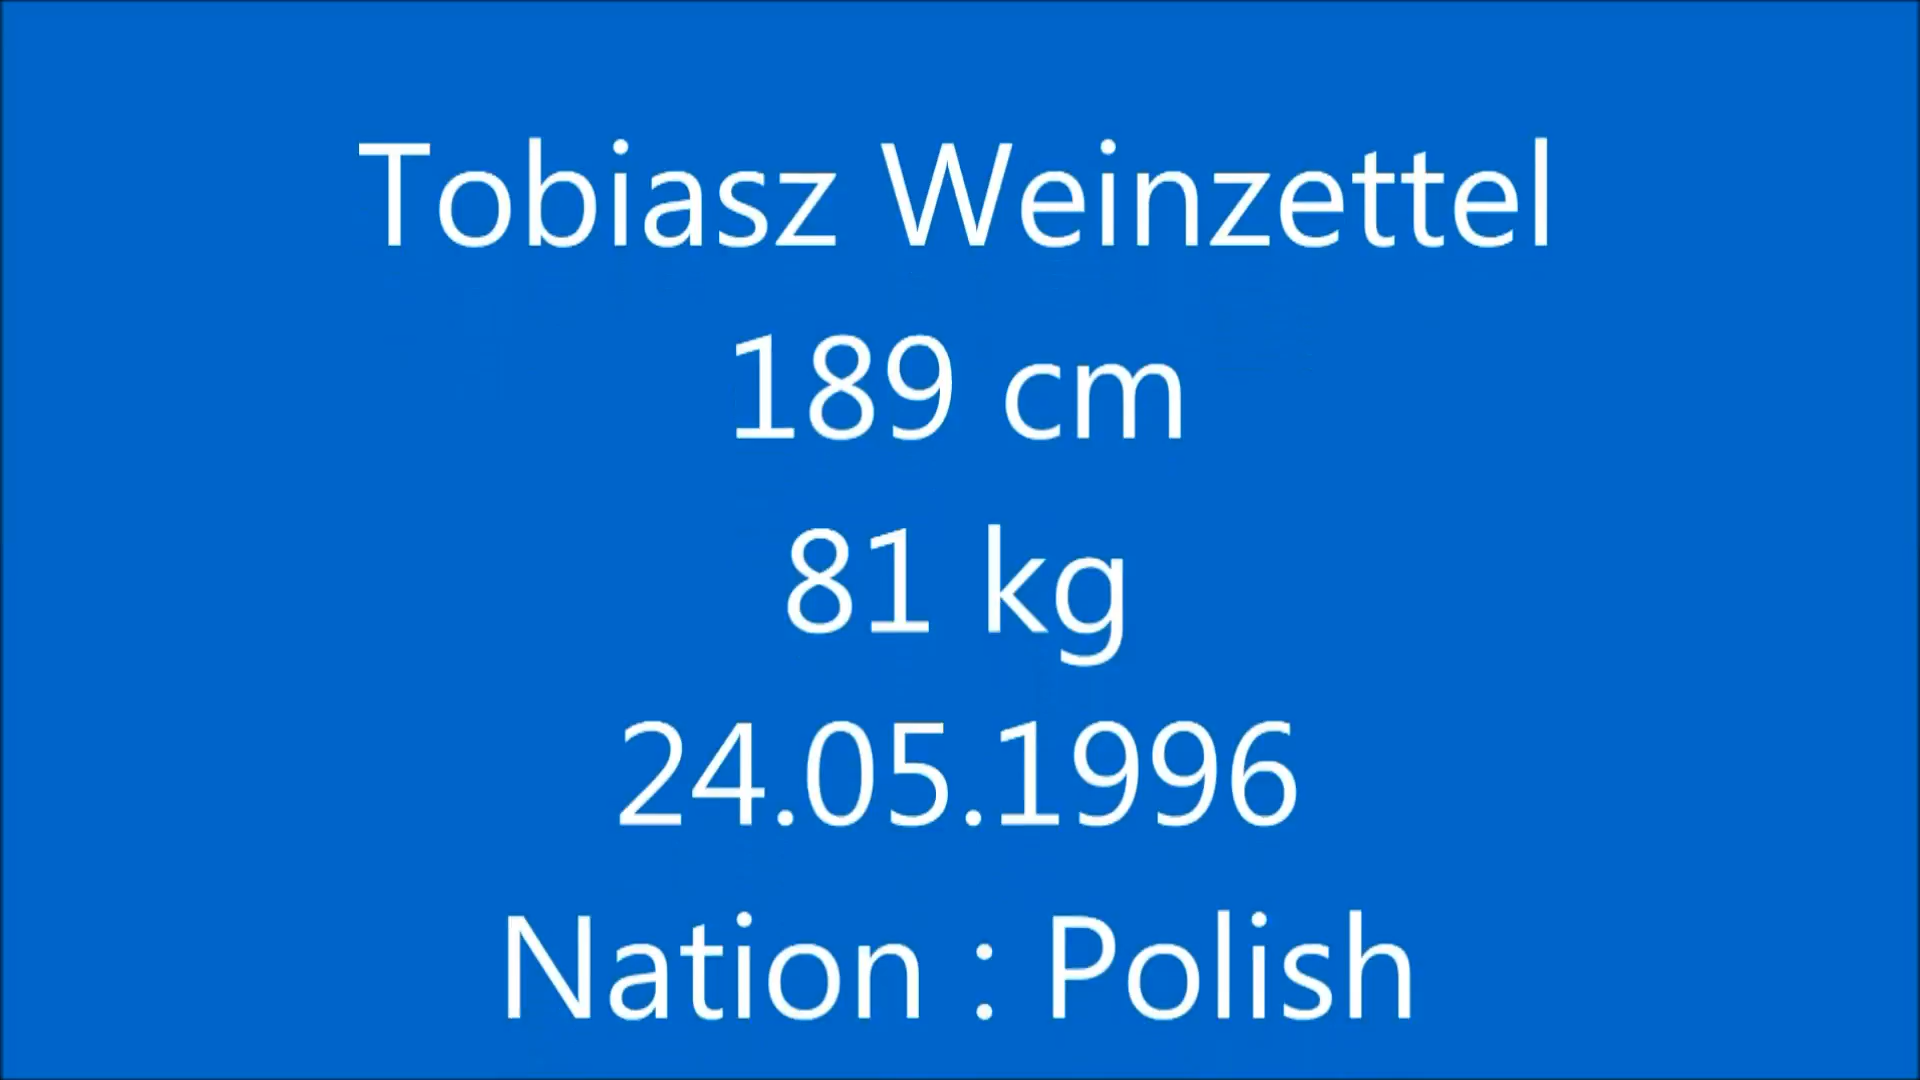 Tobiasz Weinzettel
189 cm
81 kg
24.05.1996
Nation : Polish